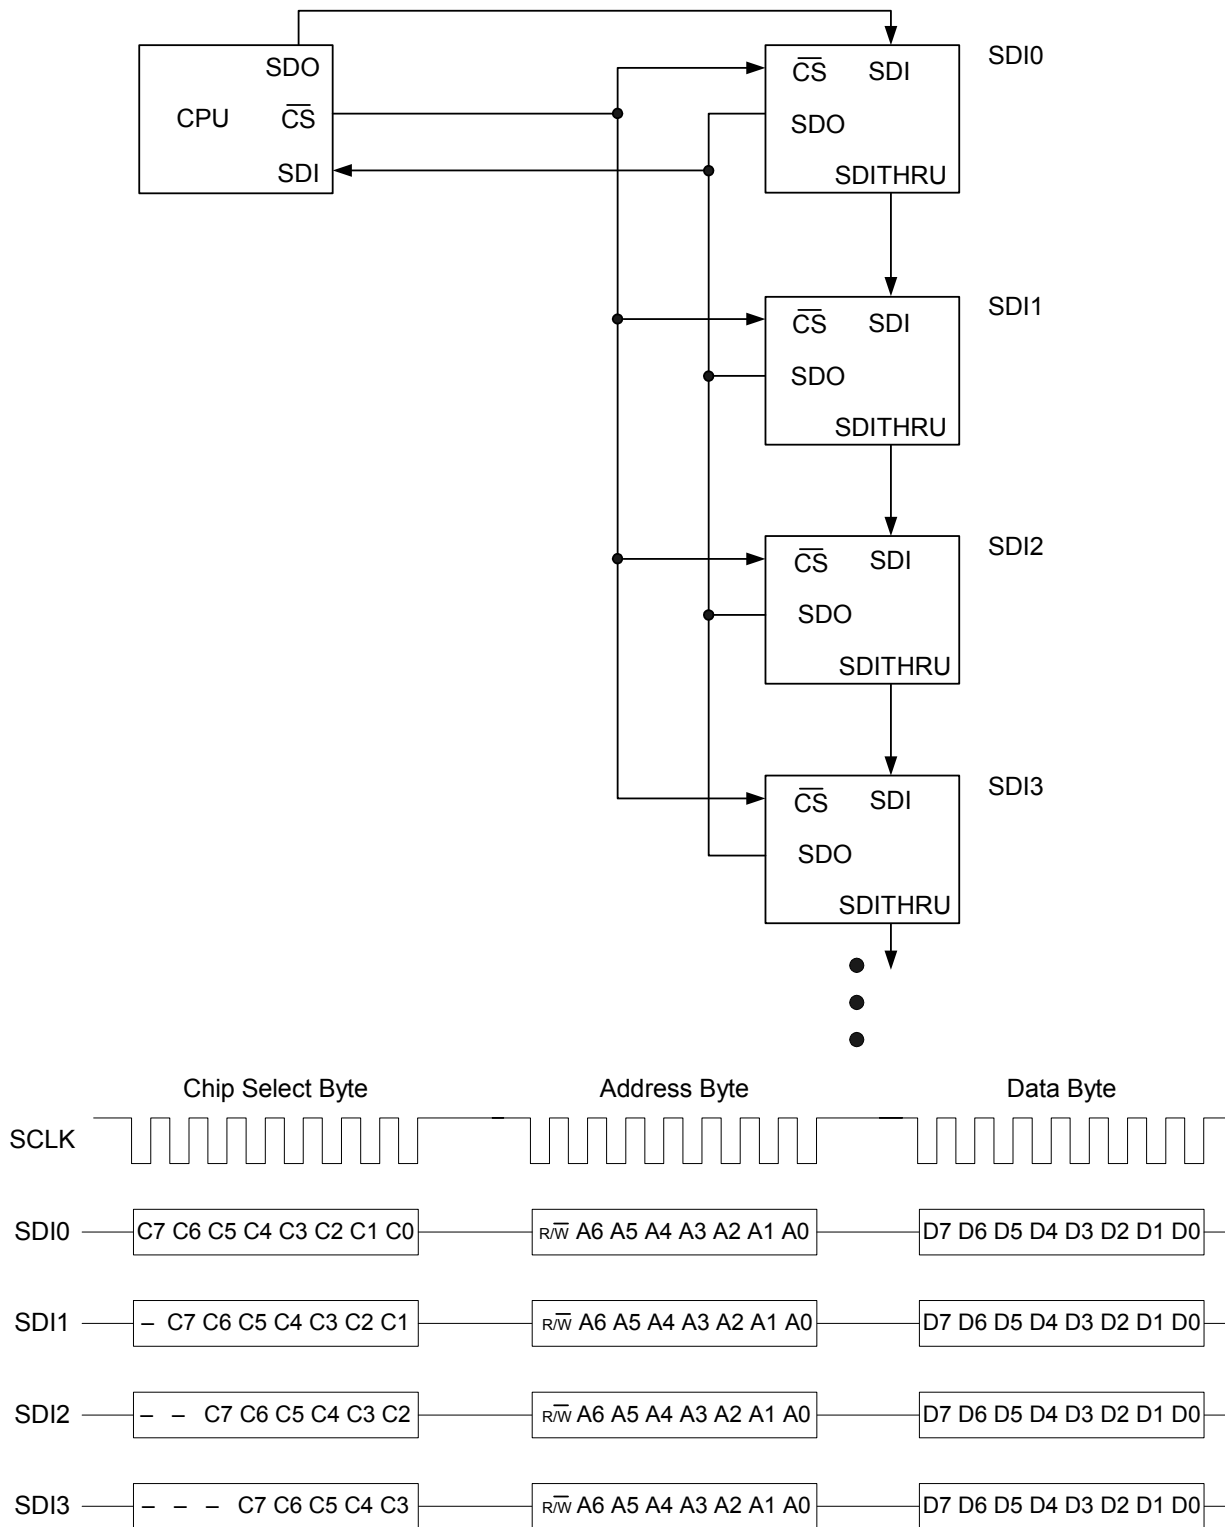 SDO
CPU
C̅S̅
SDI
C̅S̅ SDI
SDO
SDITHRU
SDI0
C̅S̅ SDI
SDO
SDITHRU
SDI1
C̅S̅ SDI
SDO
SDITHRU
SDI2
C̅S̅ SDI
SDO
SDITHRU
SDI3
Chip Select Byte Address Byte Data Byte
SCLK
SDI0 C7 C6 C5 C4 C3 C2 C1 C0 R/W̅ A6 A5 A4 A3 A2 A1 A0 D7 D6 D5 D4 D3 D2 D1 D0
SDI1 – C7 C6 C5 C4 C3 C2 C1 R/W̅ A6 A5 A4 A3 A2 A1 A0 D7 D6 D5 D4 D3 D2 D1 D0
SDI2 – – C7 C6 C5 C4 C3 C2 R/W̅ A6 A5 A4 A3 A2 A1 A0 D7 D6 D5 D4 D3 D2 D1 D0
SDI3 – – – C7 C6 C5 C4 C3 R/W̅ A6 A5 A4 A3 A2 A1 A0 D7 D6 D5 D4 D3 D2 D1 D0